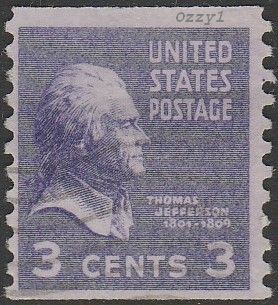 Ozzy1
UNITED
STATES
POSTAGE
THOMAS
JEFFERSON
1801-1809
3 CENTS 3